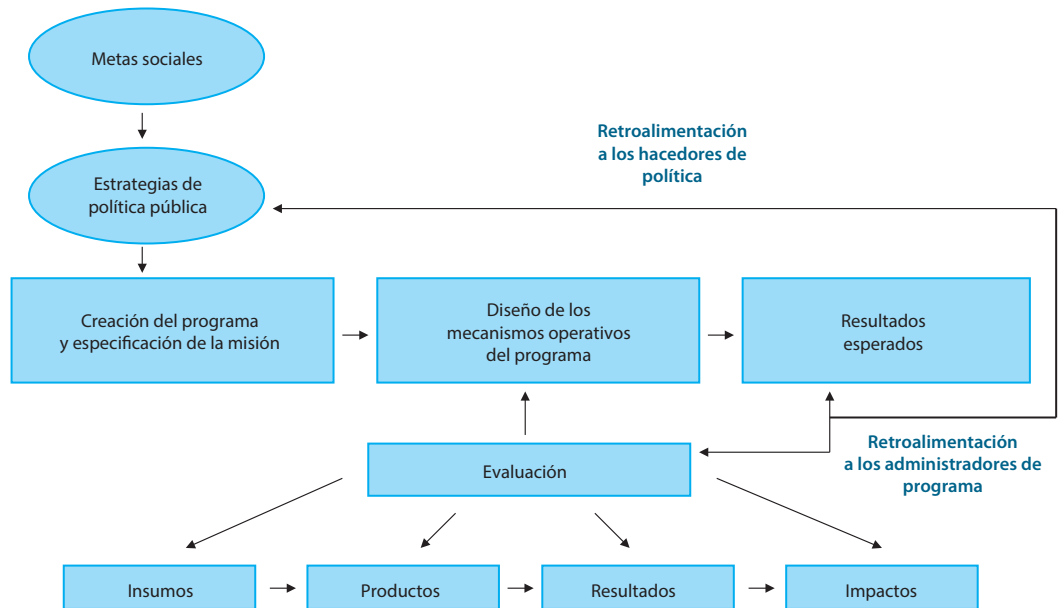 Metas sociales
Retroalimentación
a los hacedores de
política
Estrategias de
política pública
Creación del programa
y especificación de la misión
Diseño de los
mecanismos operativos
del programa
Resultados
esperados
Retroalimentación
a los administradores de
programa
Evaluación
Insumos
Productos
Resultados
Impactos